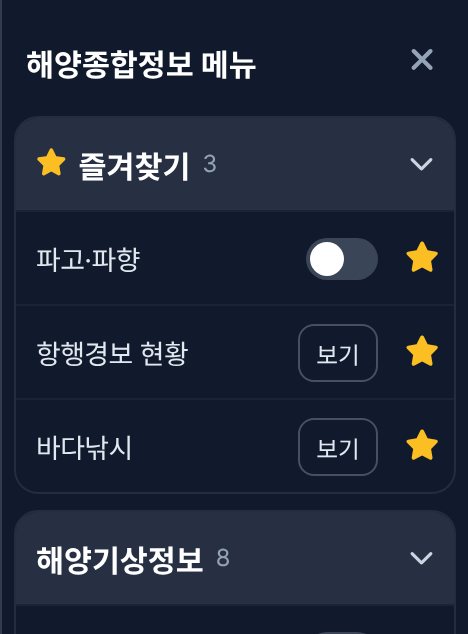 해양종합정보 메뉴
즐겨찾기 3
파고·파향
항행경보 현황 보기
바다낚시 보기
해양기상정보 8